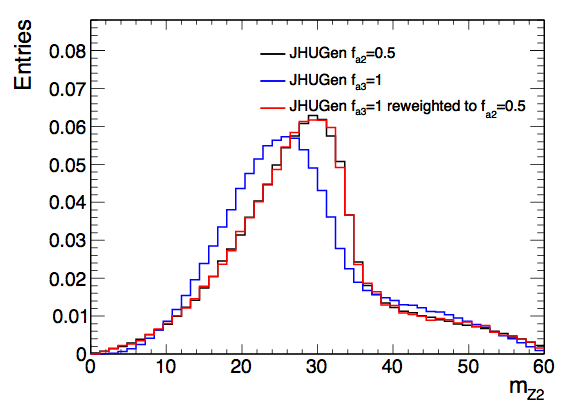 Entries
0.08
0.07
0.06
0.05
0.04
0.03
0.02
0.01
0
JHUGen fa2=0.5
JHUGen fa3=1
JHUGen fa3=1 reweighted to fa2=0.5
0 10 20 30 40 50 60
mZ2